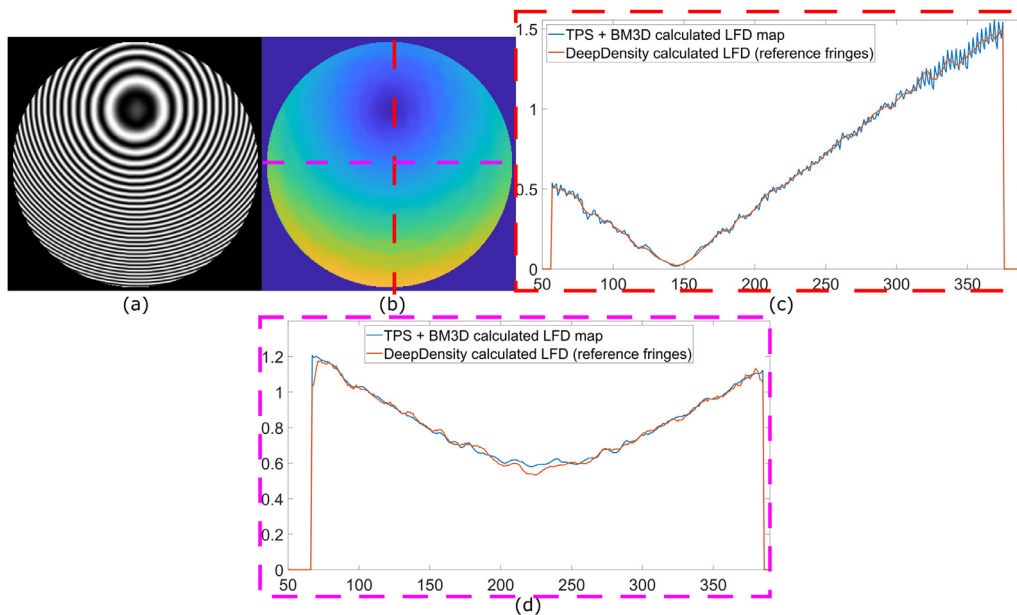 1.5
TPS + BM3D calculated LFD map
DeepDensity calculated LFD (reference fringes)
1
0.5
0
50 100 150 200 250 300 350
(a) (b) (c)
TPS + BM3D calculated LFD map
DeepDensity calculated LFD (reference fringes)
1.2
1
0.8
0.6
0.4
0.2
0
50 100 150 200 250 300 350
(d)